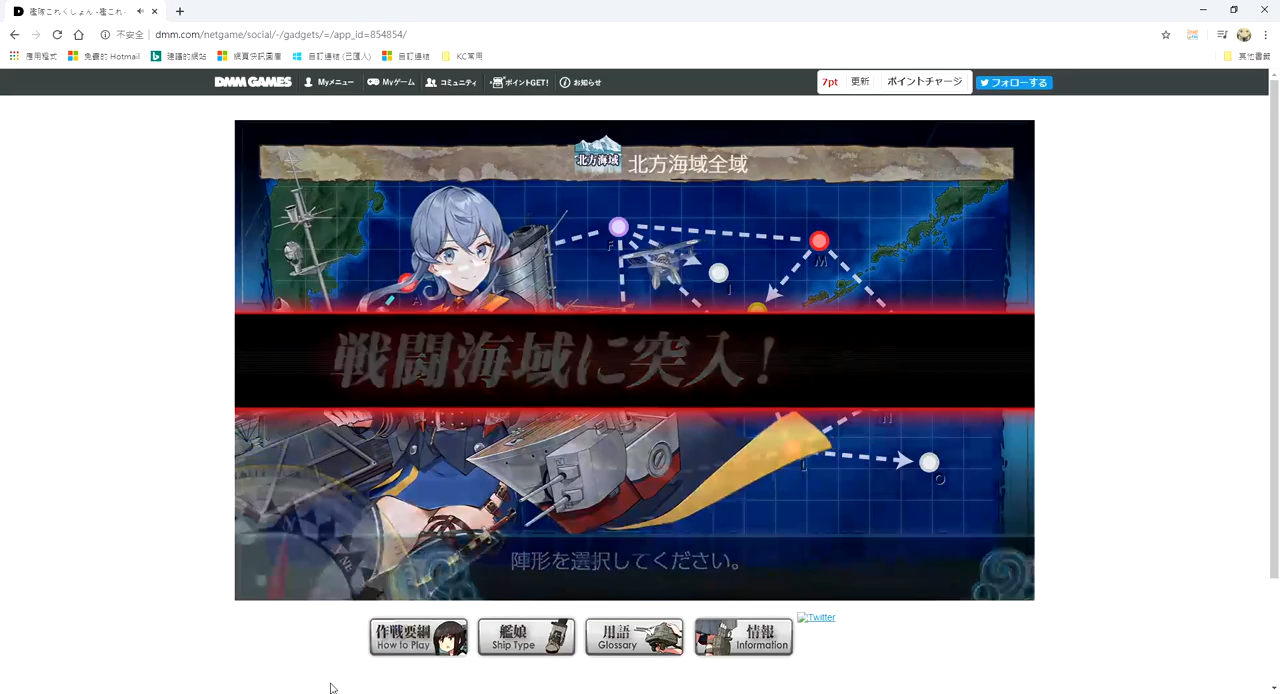 艦隊これくしょん -艦これ-
不安全 | dmm.com/netgame/social/-/gadgets/=/app_id=854854/
應用程式 免費的 Hotmail 建議的網站 網頁快訊圖庫 自訂連結 (已匯入) 自訂連結 KC常用 其他書籤
DMM GAMES Myメニュー Myゲーム コミュニティ ポイントGET! お知らせ 7pt 更新 ポイントチャージ フォローする
北方海域 北方海域全域
F
M
J
A
戦闘海域に突入!
H
L
O
NE
陣形を選択してください。
作戦要綱 艦娘 用語 情報
How to Play Ship Type Glossary Information
Twitter